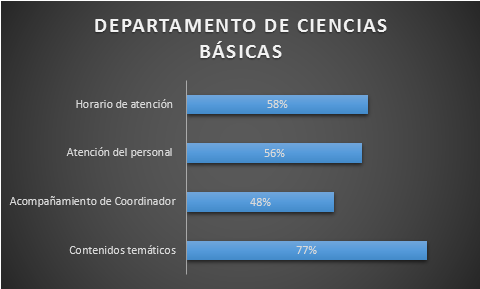 DEPARTAMENTO DE CIENCIAS
BÁSICAS
Horario de atención
58%
Atención del personal
56%
Acompañamiento de Coordinador
48%
Contenidos temáticos
77%